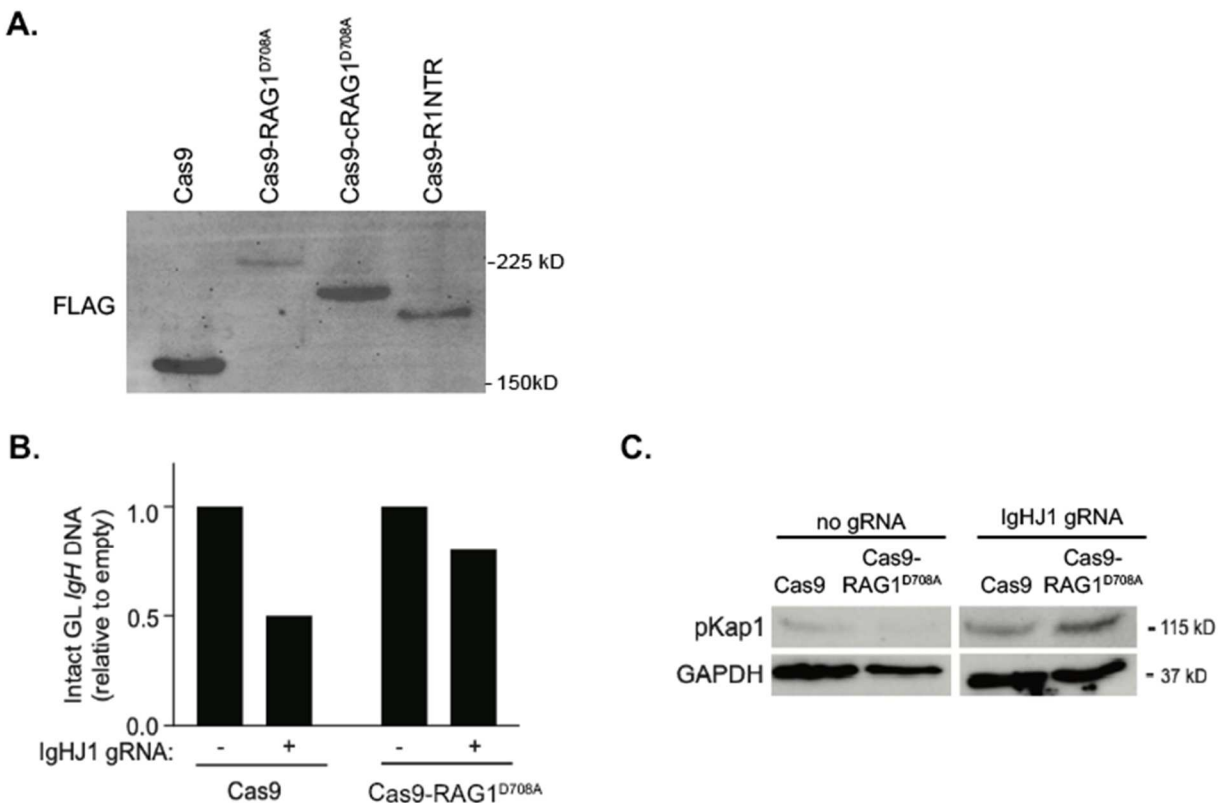 A.
Cas9
Cas9-RAG1D708A
Cas9-cRAG1D708A
Cas9-R1NTR
FLAG
-225 kD
- 150kD
B.
Intact GL IgH DNA
(relative to empty)
1.0
0.5
0.0
IgHJ1 gRNA: - + - +
Cas9 Cas9-RAG1D708A
C.
no gRNA IgHJ1 gRNA
Cas9 Cas9-RAG1D708A Cas9 Cas9-RAG1D708A
pKap1 - 115 kD
GAPDH - 37 kD